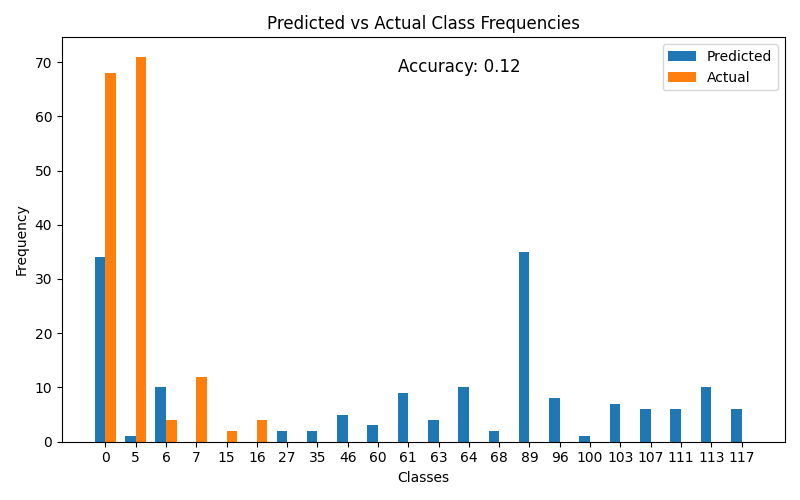 Predicted vs Actual Class Frequencies
Accuracy: 0.12
Predicted
Actual
Frequency
70
60
50
40
30
20
10
0
0 5 6 7 15 16 27 35 46 60 61 63 64 68 89 96 100 103 107 111 113 117
Classes